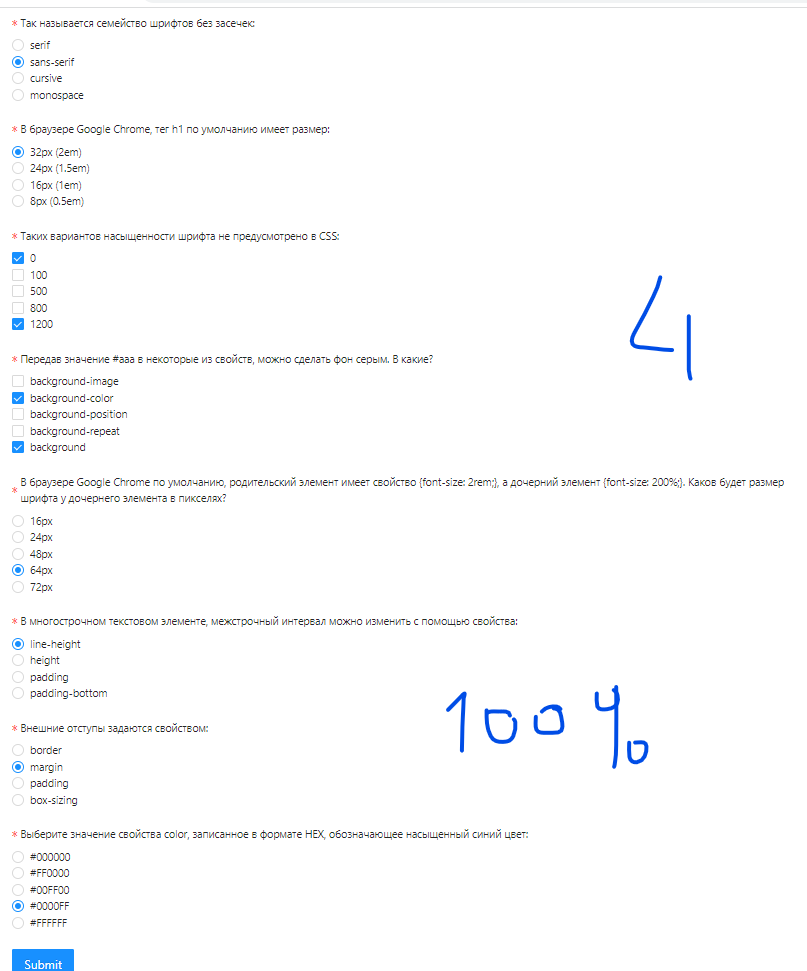 * Так называется семейство шрифтов без засечек:
serif
sans-serif
cursive
monospace
* В браузере Google Chrome, тег h1 по умолчанию имеет размер:
32px (2em)
24px (1.5em)
16px (1em)
8px (0.5em)
* Таких вариантов насыщенности шрифта не предусмотрено в CSS:
0
100
500
800
1200
4
* Передав значение #aaa в некоторые из свойств, можно сделать фон серым. В какие?
background-image
background-color
background-position
background-repeat
background
* В браузере Google Chrome по умолчанию, родительский элемент имеет свойство {font-size: 2rem;}, а дочерний элемент {font-size: 200%;}. Каков будет размер
шрифта у дочернего элемента в пикселях?
16px
24px
48px
64px
72px
* В многострочном текстовом элементе, межстрочный интервал можно изменить с помощью свойства:
line-height
height
padding
padding-bottom
100%
* Внешние отступы задаются свойством:
border
margin
padding
box-sizing
* Выберите значение свойства color, записанное в формате HEX, обозначающее насыщенный синий цвет:
#000000
#FF0000
#00FF00
#0000FF
#FFFFFF
Submit